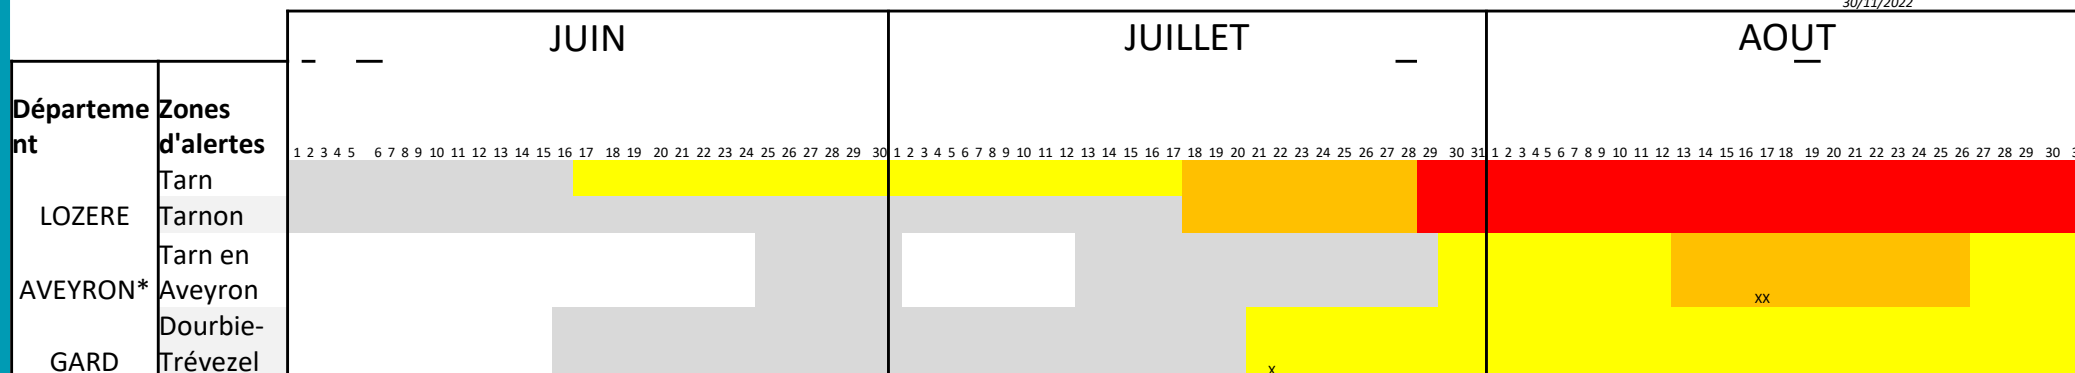 30/11/2022
JUIN JUILLET AOUT
Départeme
nt
Zones
d'alertes
1 2 3 4 5 6 7 8 9 10 11 12 13 14 15 16 17 18 19 20 21 22 23 24 25 26 27 28 29 30 1 2 3 4 5 6 7 8 9 10 11 12 13 14 15 16 17 18 19 20 21 22 23 24 25 26 27 28 29 30 31 1 2 3 4 5 6 7 8 9 10 11 12 13 14 15 16 17 18 19 20 21 22 23 24 25 26 27 28 29 30
Tarn
LOZERE Tarnon
Tarn en
AVEYRON* Aveyron xx
Dourbie-
GARD Trévezel x